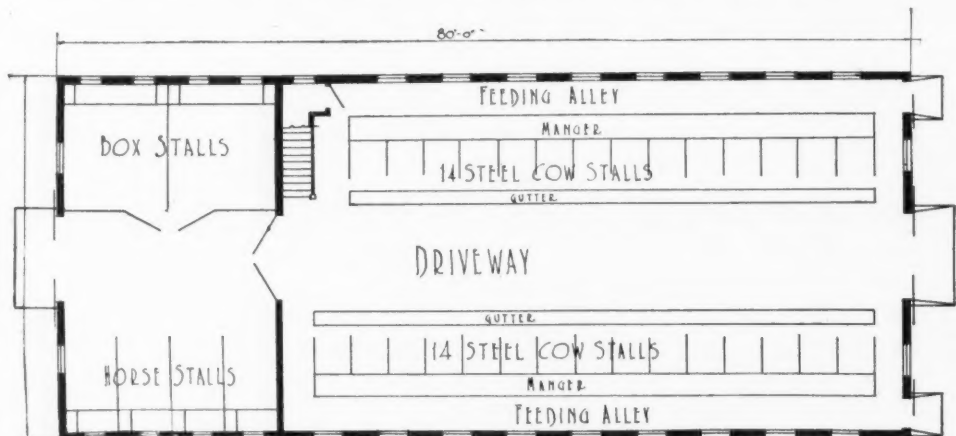 80'-0"
FEEDING ALLEY
MANGER
BOX STALLS
14 STEEL COW STALLS
GUTTER
DRIVEWAY
GUTTER
14 STEEL COW STALLS
HORSE STALLS
MANGER
FEEDING ALLEY